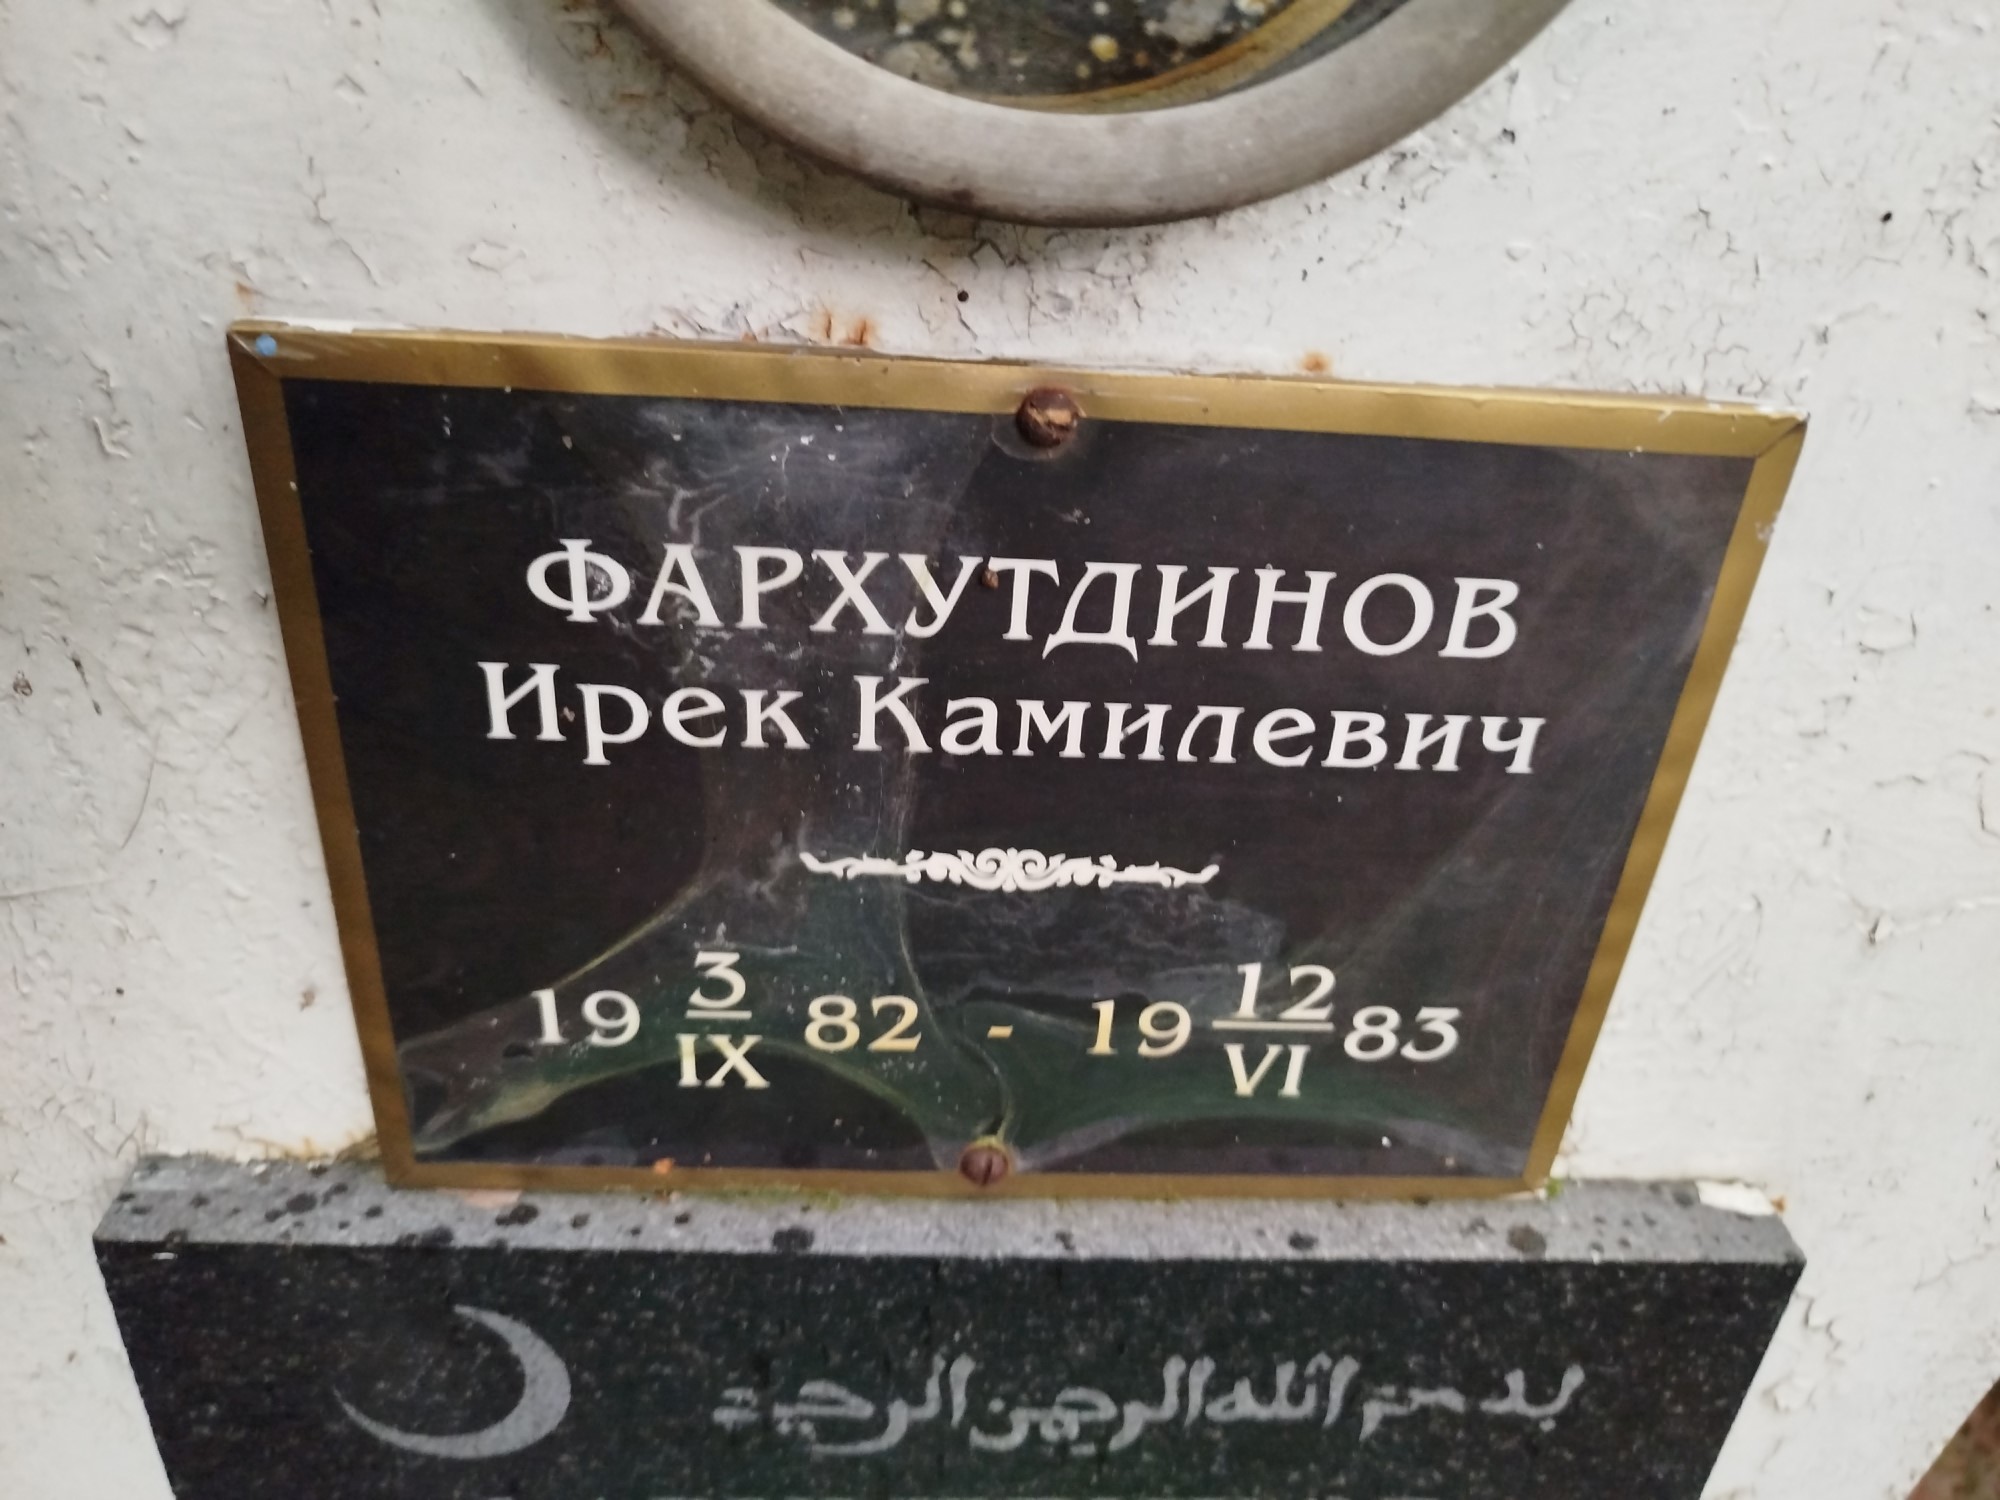 ФАРХУТДИНОВ
Ирек Камилевич
19 3/IX 82 - 19 12/VI 83
بسم الله الرحمن الرحيم